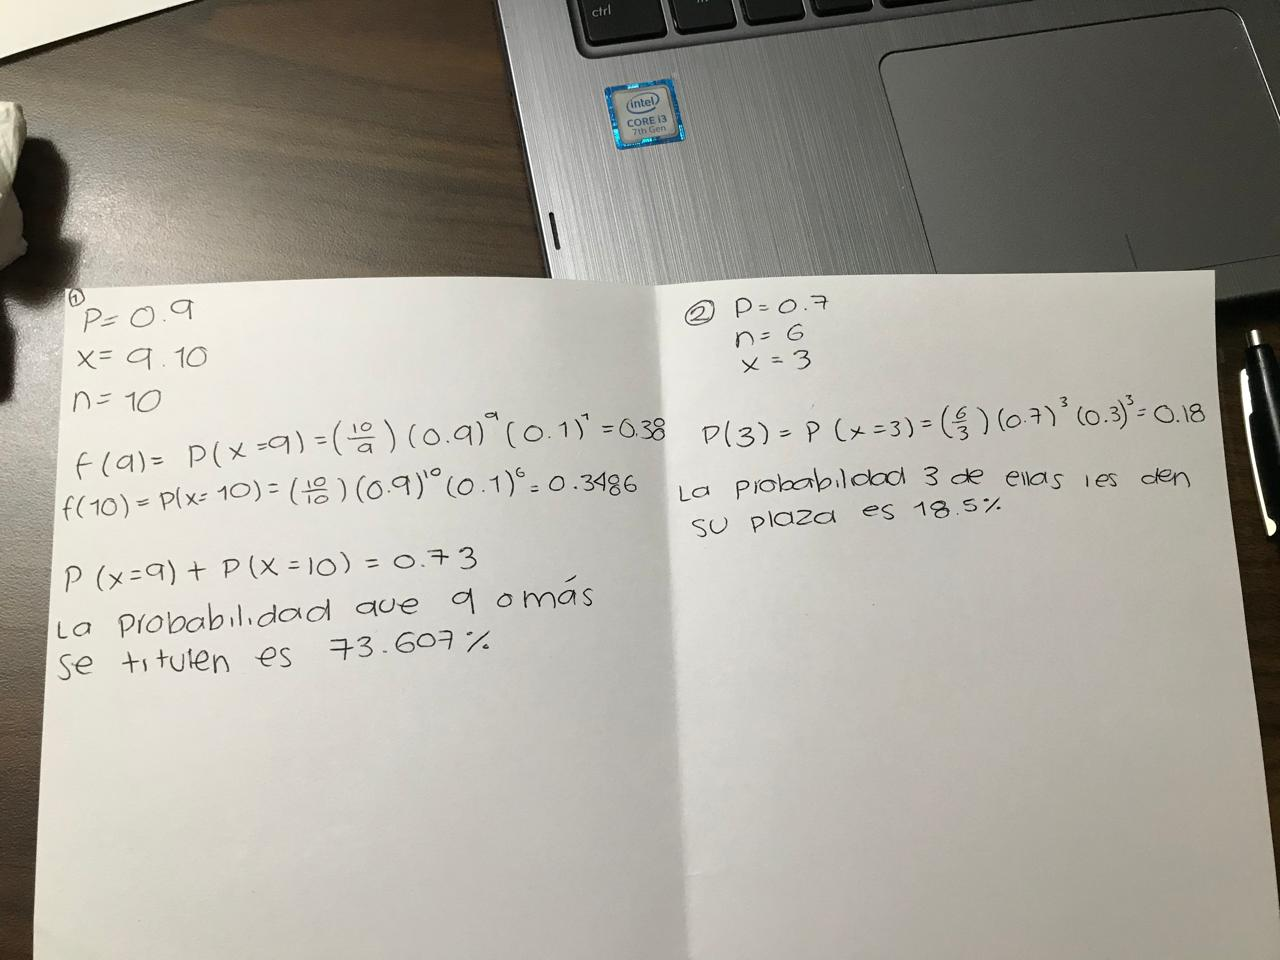 ctrl
intel
CORE i3
7th Gen
①
P= 0.9
x= 9.10
n= 10
f(9)= P(x=9)=(10/9)(0.9)⁹(0.1)¹=0.38
f(10)=P(x=10)=(10/10)(0.9)¹⁰(0.1)⁶=0.3486
P(x=9)+P(x=10)=0.73
La probabilidad que 9 o más
se titulen es 73.607%
② P=0.7
n= 6
x=3
P(3)=P(x=3)=(6/3)(0.7)³(0.3)³=0.18
La probabilidad 3 de ellas les den
su plaza es 18.5%